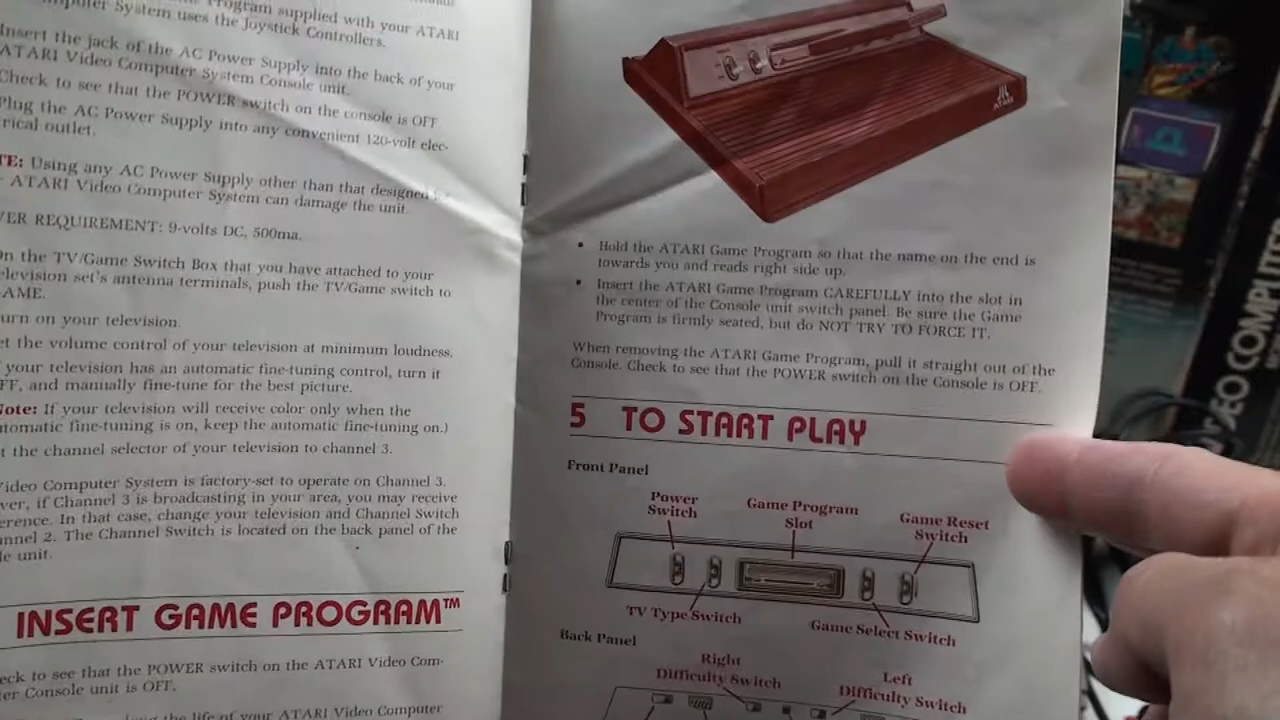 Program supplied with your ATARI
mputer System uses the Joystick Controllers.
Insert the jack of the AC Power Supply into the back of your
ATARI Video Computer System Console unit.
Check to see that the POWER switch on the console is OFF
Plug the AC Power Supply into any convenient 120-volt elec-
rical outlet.
TE: Using any AC Power Supply other than that designed
ATARI Video Computer System can damage the unit.
VER REQUIREMENT: 9-volts DC, 500ma.
On the TV/Game Switch Box that you have attached to your
elevision set's antenna terminals, push the TV/Game switch to
AME.
urn on your television.
et the volume control of your television at minimum loudness.
f your television has an automatic fine-tuning control, turn it
FF, and manually fine-tune for the best picture.
Note: If your television will receive color only when the
utomatic fine-tuning is on, keep the automatic fine-tuning on.)
t the channel selector of your television to channel 3.
Video Computer System is factory-set to operate on Channel 3.
ver, if Channel 3 is broadcasting in your area, you may receive
erence. In that case, change your television and Channel Switch
nnel 2. The Channel Switch is located on the back panel of the
le unit.
INSERT GAME PROGRAM™
eck to see that the POWER switch on the ATARI Video Com-
ter Console unit is OFF.
the life of your ATARI Video Computer
ATARI
• Hold the ATARI Game Program so that the name on the end is
towards you and reads right side up.
• Insert the ATARI Game Program CAREFULLY into the slot in
the center of the Console unit switch panel. Be sure the Game
Program is firmly seated, but do NOT TRY TO FORCE IT.
When removing the ATARI Game Program, pull it straight out of the
Console. Check to see that the POWER switch on the Console is OFF.
5 TO START PLAY
Front Panel
Power
Switch
Game Program
Slot
Game Reset
Switch
TV Type Switch
Game Select Switch
Back Panel
Right
Difficulty Switch
Left
Difficulty Switch
VIDEO COMPUTER